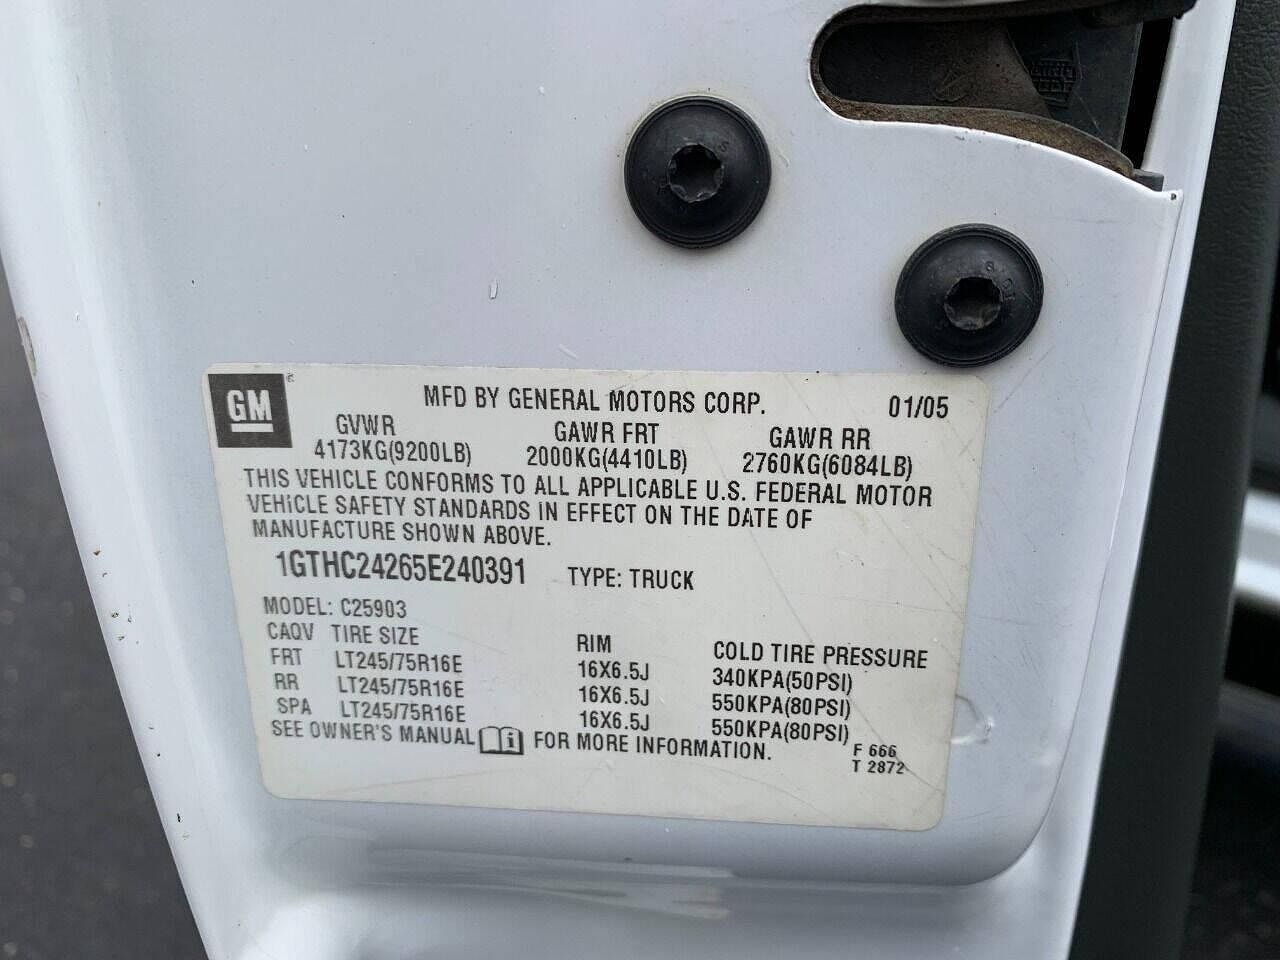 GM
MFD BY GENERAL MOTORS CORP. 01/05
GVWR GAWR FRT GAWR RR
4173KG(9200LB) 2000KG(4410LB) 2760KG(6084LB)
THIS VEHICLE CONFORMS TO ALL APPLICABLE U.S. FEDERAL MOTOR
VEHICLE SAFETY STANDARDS IN EFFECT ON THE DATE OF
MANUFACTURE SHOWN ABOVE.
1GTHC24265E240391 TYPE: TRUCK
MODEL: C25903
CAQV TIRE SIZE RIM COLD TIRE PRESSURE
FRT LT245/75R16E 16X6.5J 340KPA(50PSI)
RR LT245/75R16E 16X6.5J 550KPA(80PSI)
SPA LT245/75R16E 16X6.5J 550KPA(80PSI)
SEE OWNER'S MANUAL i FOR MORE INFORMATION.
F 666
T 2872